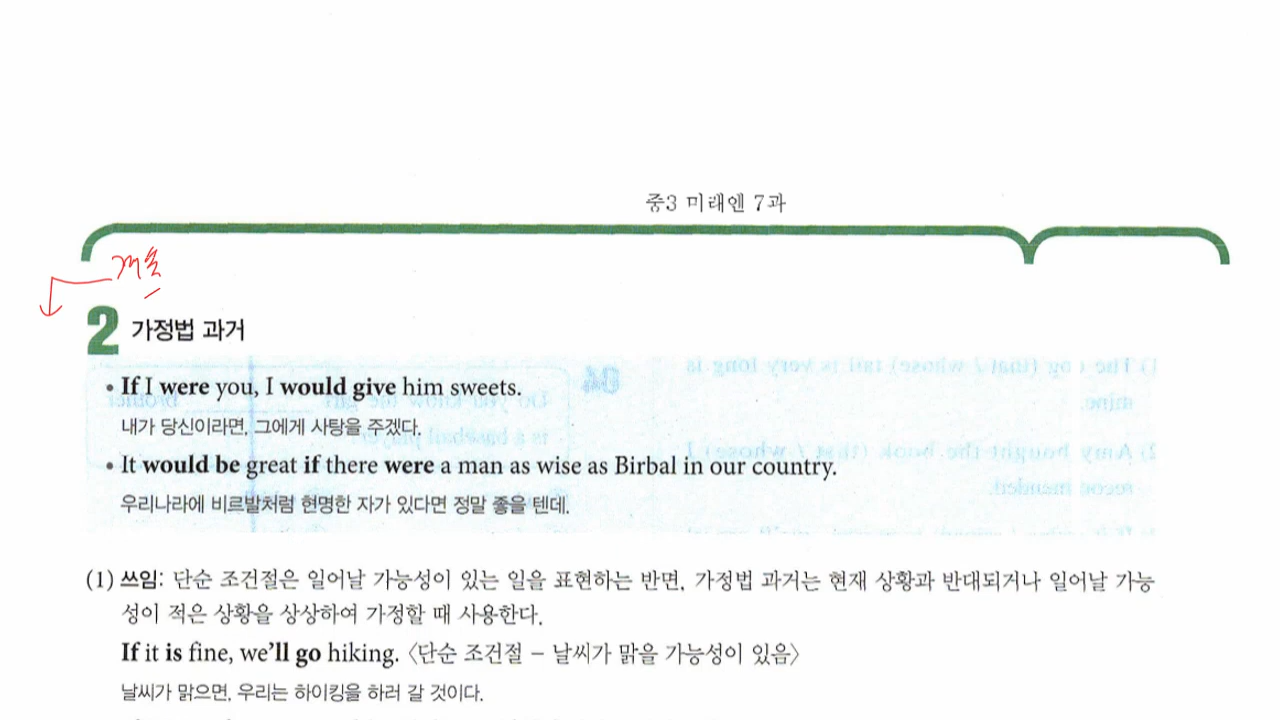 중3 미래엔 7과
2 가정법 과거
• If I were you, I would give him sweets.
내가 당신이라면, 그에게 사탕을 주겠다.
• It would be great if there were a man as wise as Birbal in our country.
우리나라에 비르발처럼 현명한 자가 있다면 정말 좋을 텐데.
(1) 쓰임: 단순 조건절은 일어날 가능성이 있는 일을 표현하는 반면, 가정법 과거는 현재 상황과 반대되거나 일어날 가능
성이 적은 상황을 상상하여 가정할 때 사용한다.
If it is fine, we'll go hiking. 〈단순 조건절 – 날씨가 맑을 가능성이 있음〉
날씨가 맑으면, 우리는 하이킹을 하러 갈 것이다.